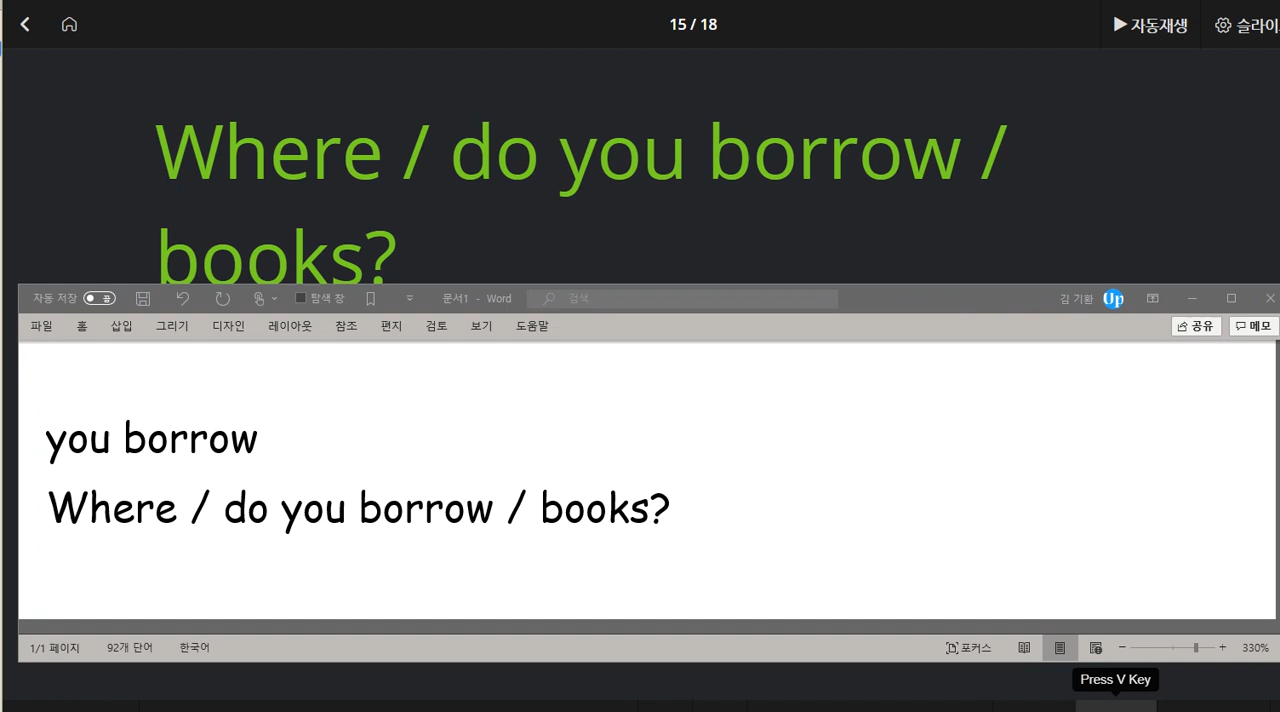 15 / 18
▶ 자동재생
슬라이
Where / do you borrow /
books?
자동 저장 끔
탐색 창
문서1 - Word
검색
김 기환
Up
파일 홈 삽입 그리기 디자인 레이아웃 참조 편지 검토 보기 도움말
공유
메모
you borrow
Where / do you borrow / books?
1/1 페이지 92개 단어 한국어
포커스
- + 330%
Press V Key